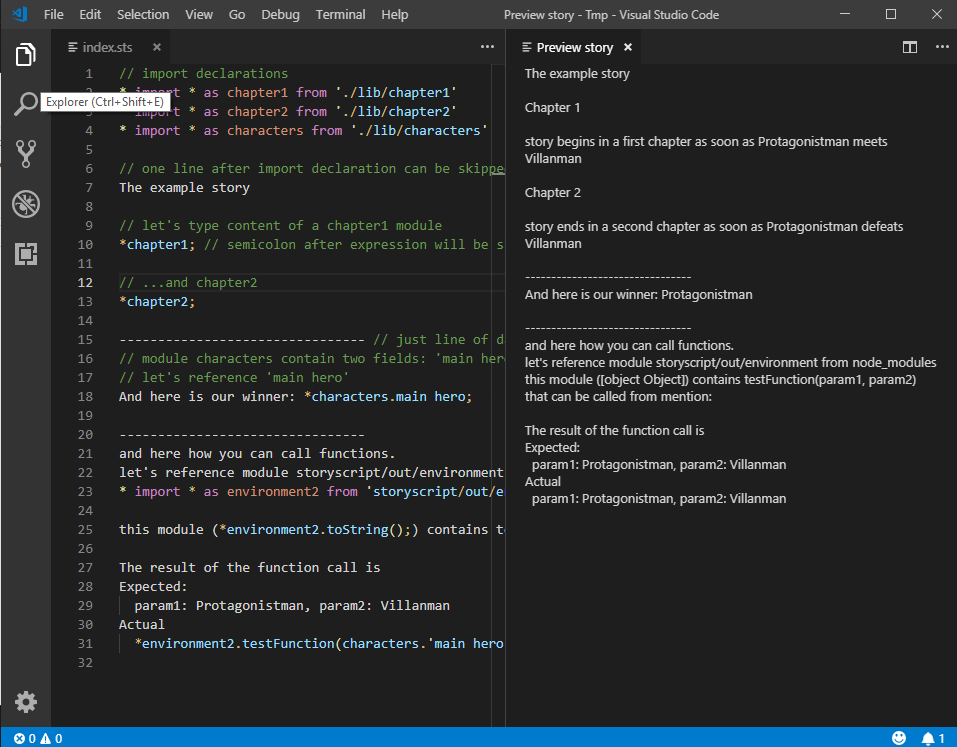 File Edit Selection View Go Debug Terminal Help Preview story - Tmp - Visual Studio Code
index.sts
Preview story
Explorer (Ctrl+Shift+E)
1 // import declarations
2 * import * as chapter1 from './lib/chapter1'
3 * import * as chapter2 from './lib/chapter2'
4 * import * as characters from './lib/characters'
5
6 // one line after import declaration can be skippe
7 The example story
8
9 // let's type content of a chapter1 module
10 *chapter1; // semicolon after expression will be s
11
12 // ...and chapter2
13 *chapter2;
14
15 -------------------------------- // just line of d
16 // module characters contain two fields: 'main her
17 // let's reference 'main hero'
18 And here is our winner: *characters.main hero;
19
20 --------------------------------
21 and here how you can call functions.
22 let's reference module storyscript/out/environment
23 * import * as environment2 from 'storyscript/out/e
24
25 this module (*environment2.toString();) contains t
26
27 The result of the function call is
28 Expected:
29 param1: Protagonistman, param2: Villanman
30 Actual
31 *environment2.testFunction(characters.'main hero
32
The example story
Chapter 1
story begins in a first chapter as soon as Protagonistman meets
Villanman
Chapter 2
story ends in a second chapter as soon as Protagonistman defeats
Villanman
--------------------------------
And here is our winner: Protagonistman
--------------------------------
and here how you can call functions.
let's reference module storyscript/out/environment from node_modules
this module ([object Object]) contains testFunction(param1, param2)
that can be called from mention:
The result of the function call is
Expected:
param1: Protagonistman, param2: Villanman
Actual
param1: Protagonistman, param2: Villanman
0 0 1